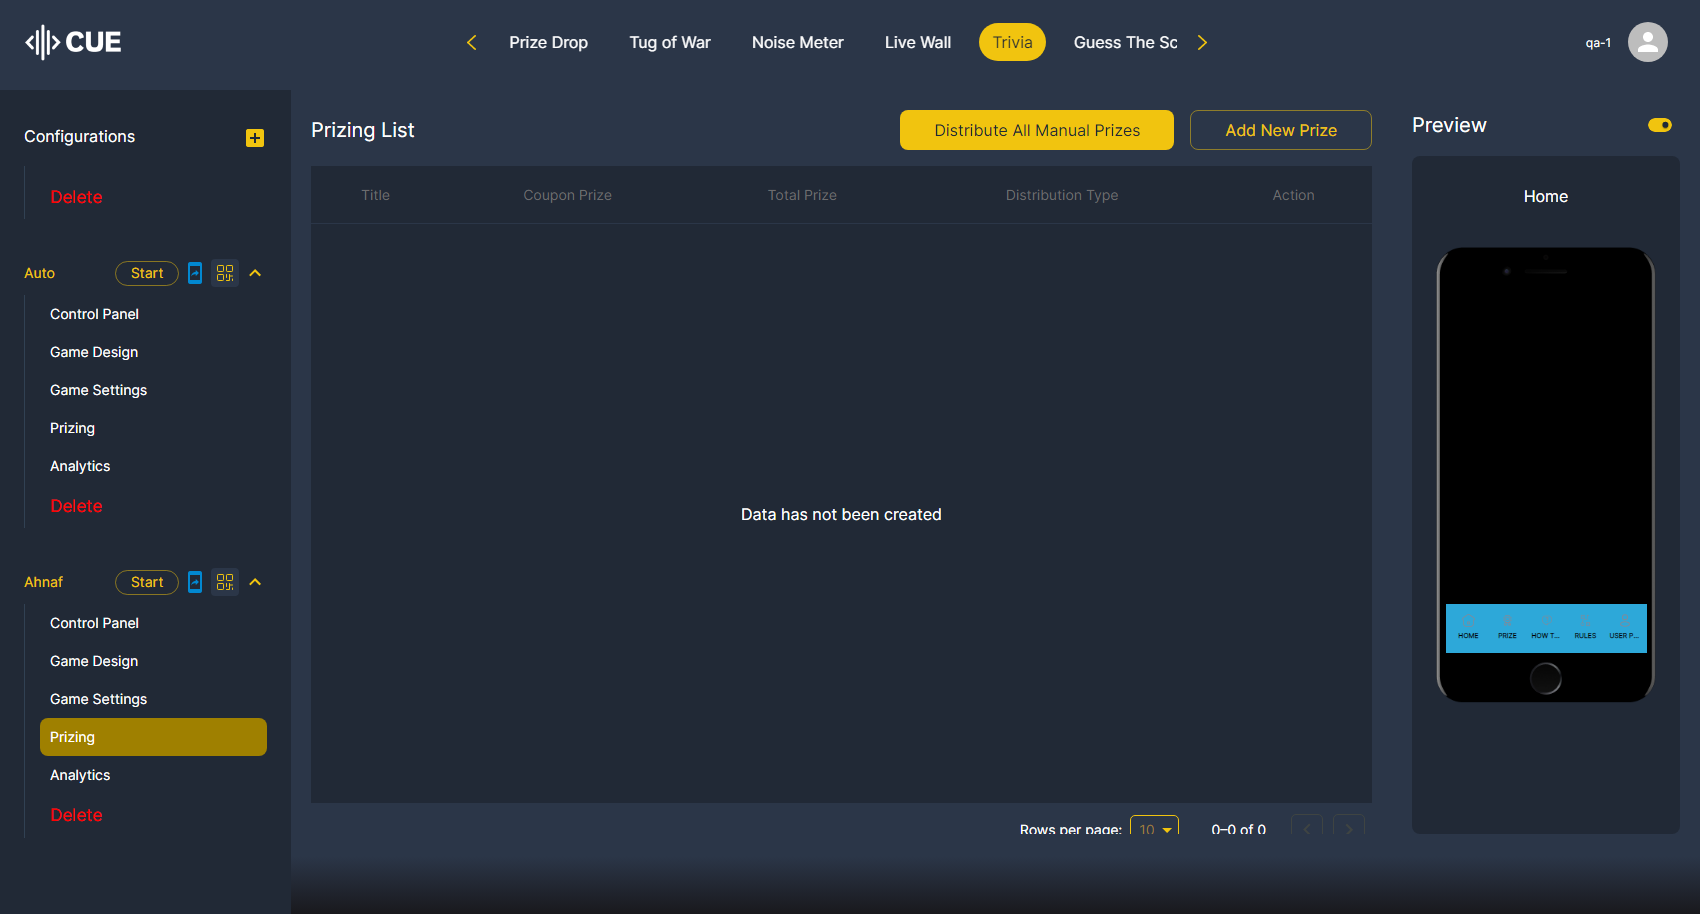 CUE
Prize Drop
Tug of War
Noise Meter
Live Wall
Trivia
Guess The Sc
qa-1
Configurations
Delete
Auto
Start
Control Panel
Game Design
Game Settings
Prizing
Analytics
Delete
Ahnaf
Start
Control Panel
Game Design
Game Settings
Prizing
Analytics
Delete
Prizing List
Distribute All Manual Prizes
Add New Prize
Title
Coupon Prize
Total Prize
Distribution Type
Action
Data has not been created
Rows per page:
10
0–0 of 0
Preview
Home
HOME
PRIZE
HOW T...
RULES
USER P...